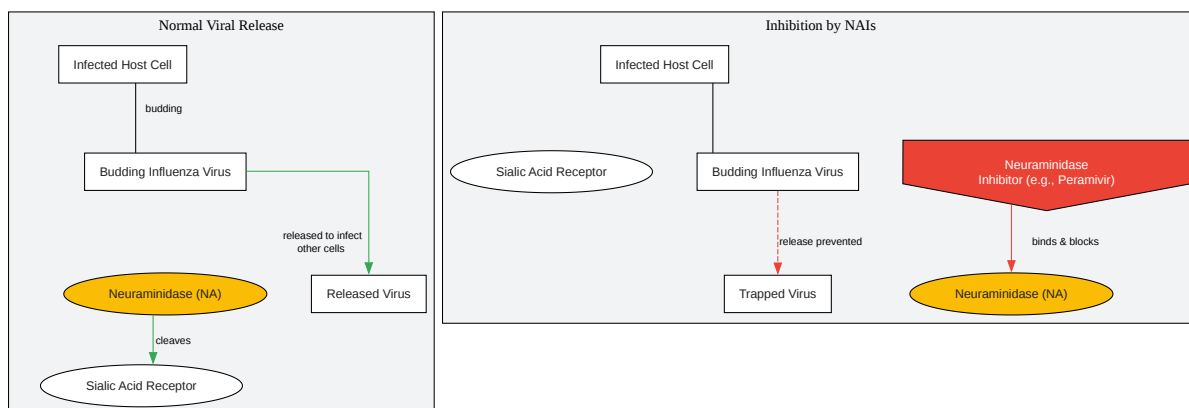 Normal Viral Release
Infected Host Cell
budding
Budding Influenza Virus
released to infect
other cells
Neuraminidase (NA)
Released Virus
cleaves
Sialic Acid Receptor
Inhibition by NAIs
Infected Host Cell
Sialic Acid Receptor
Budding Influenza Virus
Neuraminidase
Inhibitor (e.g., Peramivir)
release prevented
binds & blocks
Trapped Virus
Neuraminidase (NA)